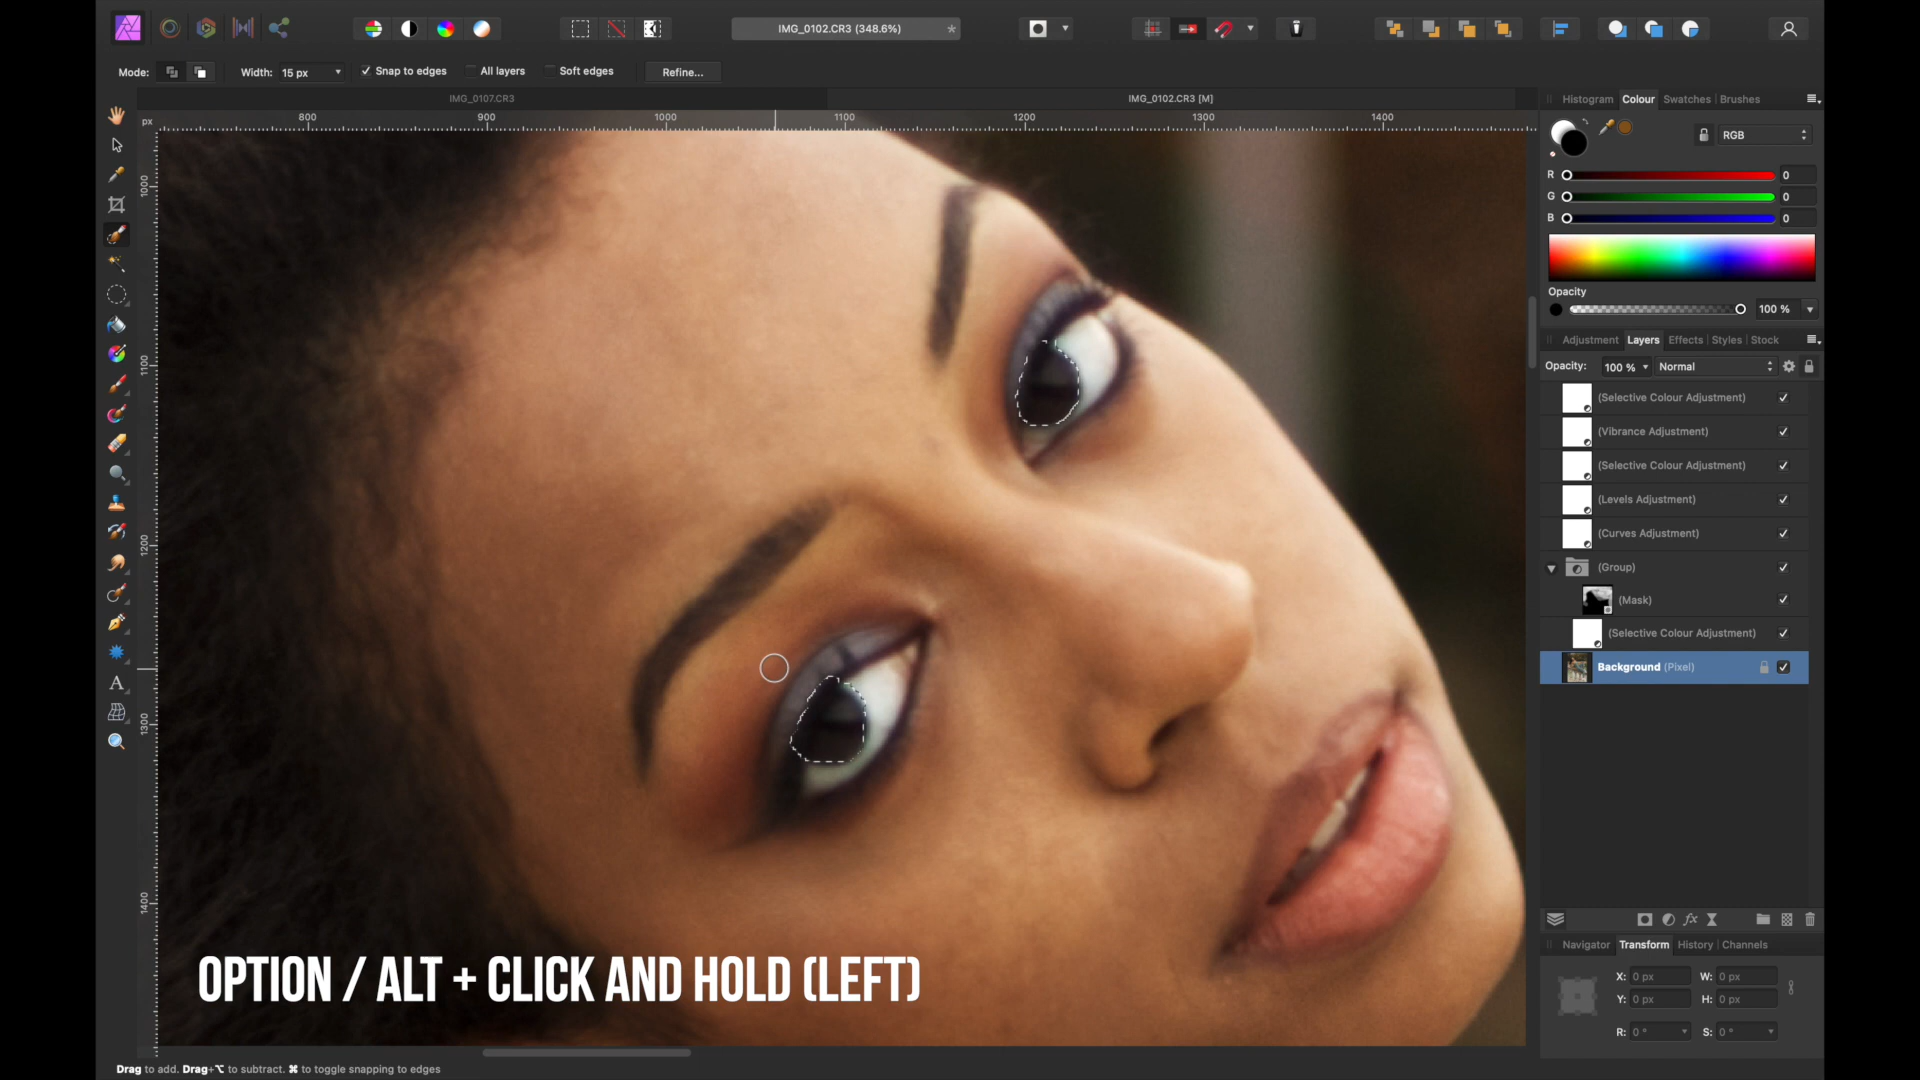 IMG_0102.CR3 (348.6%) *
Mode: Width: 15 px Snap to edges All layers Soft edges Refine...
IMG_0107.CR3 IMG_0102.CR3 [M]
px 800 900 1000 1100 1200 1300 1400
1000
1100
1200
1300
1400
Histogram Colour Swatches Brushes
RGB
R 0
G 0
B 0
Opacity
100 %
Adjustment Layers Effects Styles Stock
Opacity: 100 % Normal
(Selective Colour Adjustment)
(Vibrance Adjustment)
(Selective Colour Adjustment)
(Levels Adjustment)
(Curves Adjustment)
(Group)
(Mask)
(Selective Colour Adjustment)
Background (Pixel)
fx
Navigator Transform History Channels
X: 0 px W: 0 px
Y: 0 px H: 0 px
R: 0 ° S: 0 °
OPTION / ALT + CLICK AND HOLD (LEFT)
Drag to add. Drag+⌥ to subtract. ⌘ to toggle snapping to edges